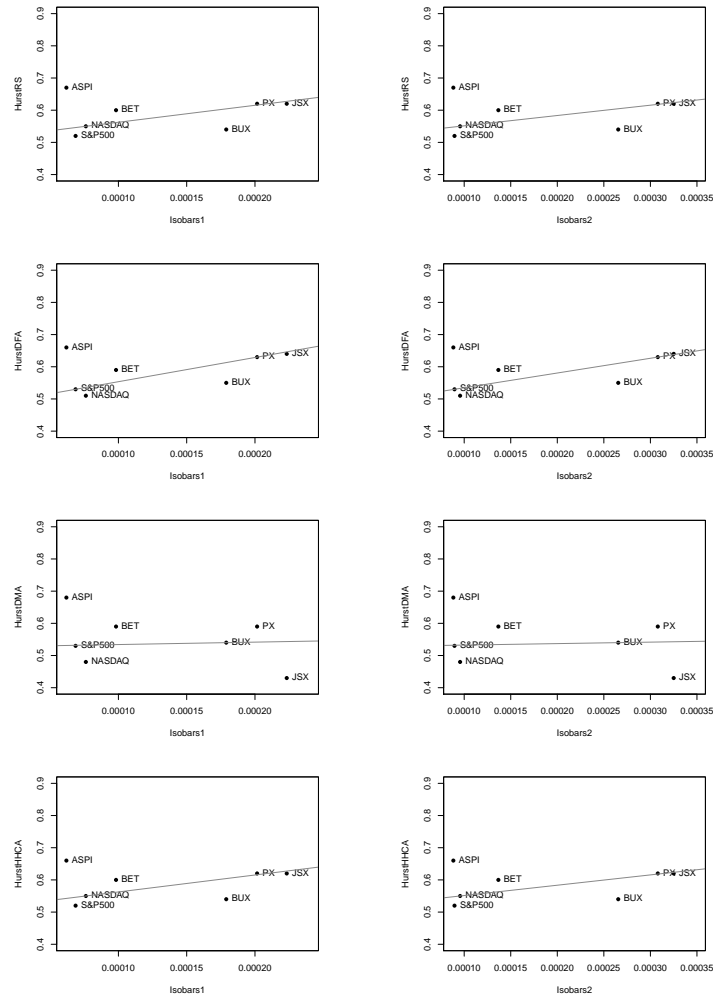 HurstRS
0.9
0.8
0.7
0.6
0.5
0.4
ASPI
BET
PX
JSX
NASDAQ
S&P500
BUX
0.00010 0.00015 0.00020
Isobars1
HurstRS
0.9
0.8
0.7
0.6
0.5
0.4
ASPI
BET
PX
JSX
NASDAQ
S&P500
BUX
0.00010 0.00015 0.00020 0.00025 0.00030 0.00035
Isobars2
HurstDFA
0.9
0.8
0.7
0.6
0.5
0.4
ASPI
BET
PX
JSX
S&P500
NASDAQ
BUX
0.00010 0.00015 0.00020
Isobars1
HurstDFA
0.9
0.8
0.7
0.6
0.5
0.4
ASPI
BET
PX
JSX
S&P500
NASDAQ
BUX
0.00010 0.00015 0.00020 0.00025 0.00030 0.00035
Isobars2
HurstDMA
0.9
0.8
0.7
0.6
0.5
0.4
ASPI
BET
PX
S&P500
BUX
NASDAQ
JSX
0.00010 0.00015 0.00020
Isobars1
HurstDMA
0.9
0.8
0.7
0.6
0.5
0.4
ASPI
BET
PX
S&P500
BUX
NASDAQ
JSX
0.00010 0.00015 0.00020 0.00025 0.00030 0.00035
Isobars2
HurstHHCA
0.9
0.8
0.7
0.6
0.5
0.4
ASPI
BET
PX
JSX
NASDAQ
S&P500
BUX
0.00010 0.00015 0.00020
Isobars1
HurstHHCA
0.9
0.8
0.7
0.6
0.5
0.4
ASPI
BET
PX
JSX
NASDAQ
S&P500
BUX
0.00010 0.00015 0.00020 0.00025 0.00030 0.00035
Isobars2